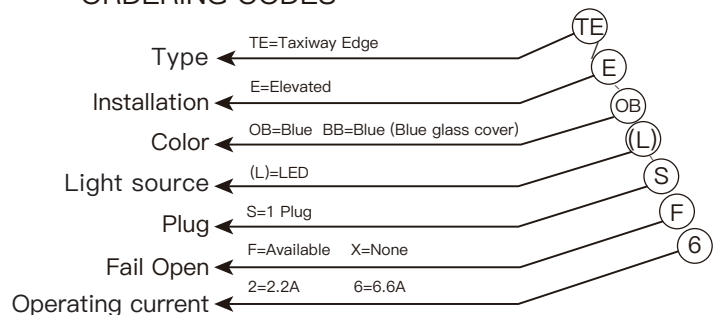 ORDERING CODES
TE
Type TE=Taxiway Edge
E
Installation E=Elevated
OB
Color OB=Blue BB=Blue (Blue glass cover)
(L)
Light source (L)=LED
S
Plug S=1 Plug
F
Fail Open F=Available X=None
6
Operating current 2=2.2A 6=6.6A